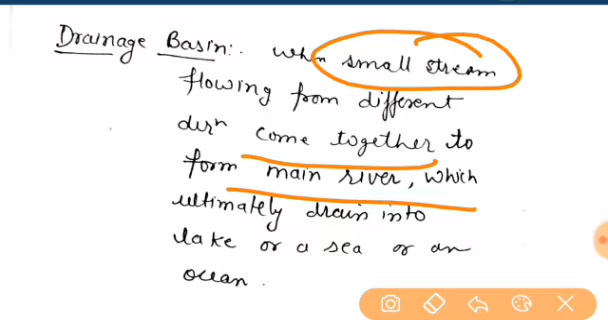 Drainage Basin:. when small stream
flowing from different
dirn come together to
form main river, which
ultimately drain into
lake or a sea or an
ocean.